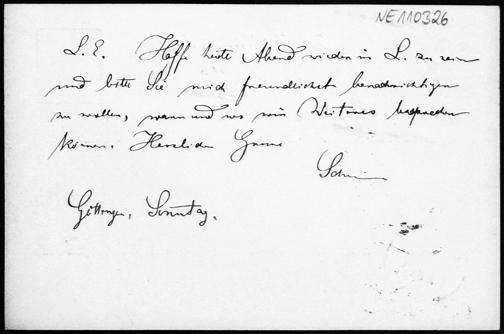 NE110326
L. E. Hoffe heute Abend wieder in L. zu sein
und bitte Sie mich freundlichst benachrichtigen
zu wollen, wann und wo wir Weiteres besprechen
können. Herzlichen Gruss
Göttingen, Sonntag.